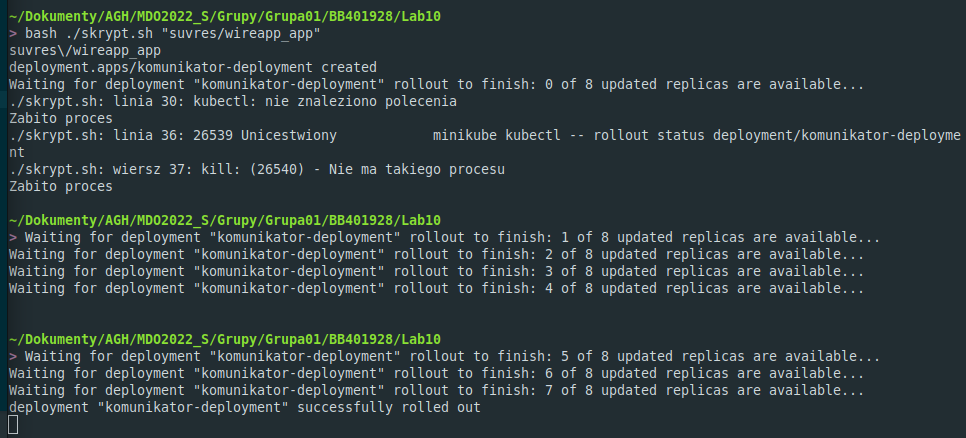 ~/Dokumenty/AGH/MDO2022_S/Grupy/Grupa01/BB401928/Lab10
> bash ./skrypt.sh "suvres/wireapp_app"
suvres\/wireapp_app
deployment.apps/komunikator-deployment created
Waiting for deployment "komunikator-deployment" rollout to finish: 0 of 8 updated replicas are available...
./skrypt.sh: linia 30: kubectl: nie znaleziono polecenia
Zabito proces
./skrypt.sh: linia 36: 26539 Unicestwiony           minikube kubectl -- rollout status deployment/komunikator-deployme
nt
./skrypt.sh: wiersz 37: kill: (26540) - Nie ma takiego procesu
Zabito proces
~/Dokumenty/AGH/MDO2022_S/Grupy/Grupa01/BB401928/Lab10
> Waiting for deployment "komunikator-deployment" rollout to finish: 1 of 8 updated replicas are available...
Waiting for deployment "komunikator-deployment" rollout to finish: 2 of 8 updated replicas are available...
Waiting for deployment "komunikator-deployment" rollout to finish: 3 of 8 updated replicas are available...
Waiting for deployment "komunikator-deployment" rollout to finish: 4 of 8 updated replicas are available...
~/Dokumenty/AGH/MDO2022_S/Grupy/Grupa01/BB401928/Lab10
> Waiting for deployment "komunikator-deployment" rollout to finish: 5 of 8 updated replicas are available...
Waiting for deployment "komunikator-deployment" rollout to finish: 6 of 8 updated replicas are available...
Waiting for deployment "komunikator-deployment" rollout to finish: 7 of 8 updated replicas are available...
deployment "komunikator-deployment" successfully rolled out